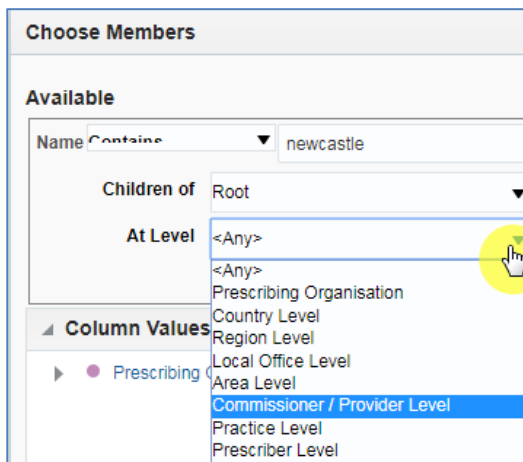 Choose Members
Available
Name Contains newcastle
Children of Root
At Level <Any>
<Any>
Prescribing Organisation
Country Level
Region Level
Column Values Local Office Level
Prescribing Area Level
Commissioner / Provider Level
Practice Level
Prescriber Level